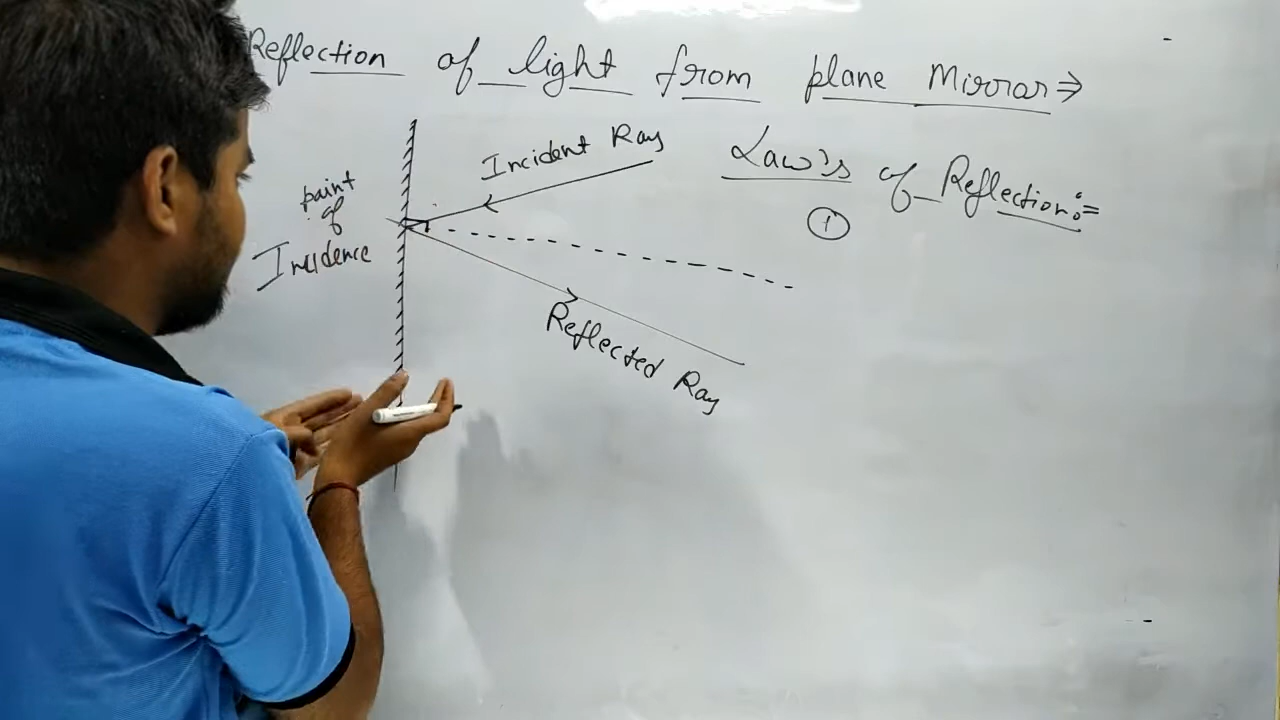 Reflection of light from plane Mirror ⇒
Incident Ray
Law's of Reflection:=
①
point
of
Incidence
Reflected Ray